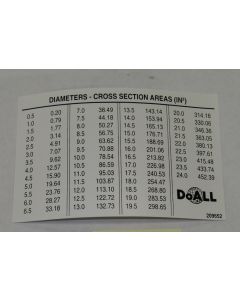 DIAMETERS - CROSS SECTION AREAS (IN²)
0.5 0.20 7.0 36.49 13.5 143.14 20.0 314.16
1.0 0.79 7.5 44.18 14.0 153.94 20.5 330.06
1.5 1.77 8.0 50.27 14.5 165.13 21.0 346.36
2.0 3.14 8.5 56.75 15.0 176.71 21.5 363.05
2.5 4.91 9.0 63.62 15.5 188.69 22.0 380.13
3.0 7.07 9.5 70.88 16.0 201.06 22.5 397.61
3.5 9.62 10.0 78.54 16.5 213.82 23.0 415.48
4.0 12.57 10.5 86.59 17.0 226.98 23.5 433.74
4.5 15.90 11.0 95.03 17.5 240.53 24.0 452.39
5.0 19.63 11.5 103.87 18.0 254.47
5.5 23.76 12.0 113.10 18.5 268.80
6.0 28.27 12.5 122.72 19.0 283.53
6.5 33.18 13.0 132.73 19.5 298.65
DoALL
209552